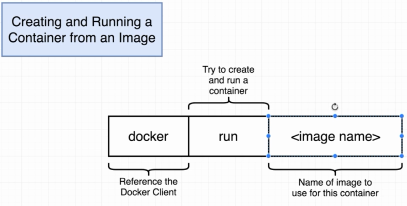 Creating and Running a
Container from an Image
Try to create
and run a
container
docker
run
<image name>
Reference the
Docker Client
Name of image to
use for this container